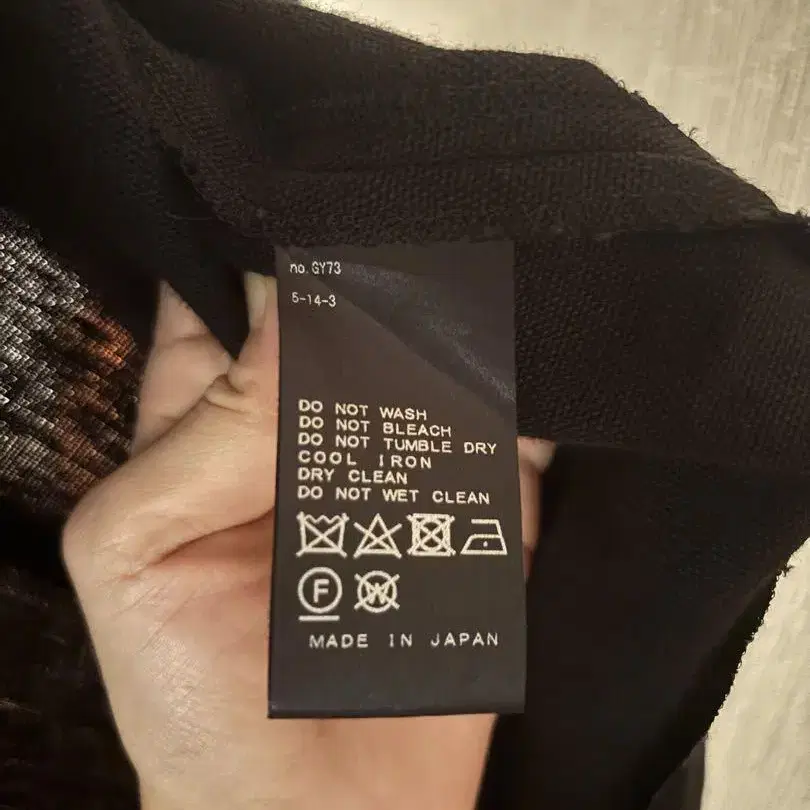 no.GY73
5-14-3
DO NOT WASH
DO NOT BLEACH
DO NOT TUMBLE DRY
COOL IRON
DRY CLEAN
DO NOT WET CLEAN
F W
MADE IN JAPAN